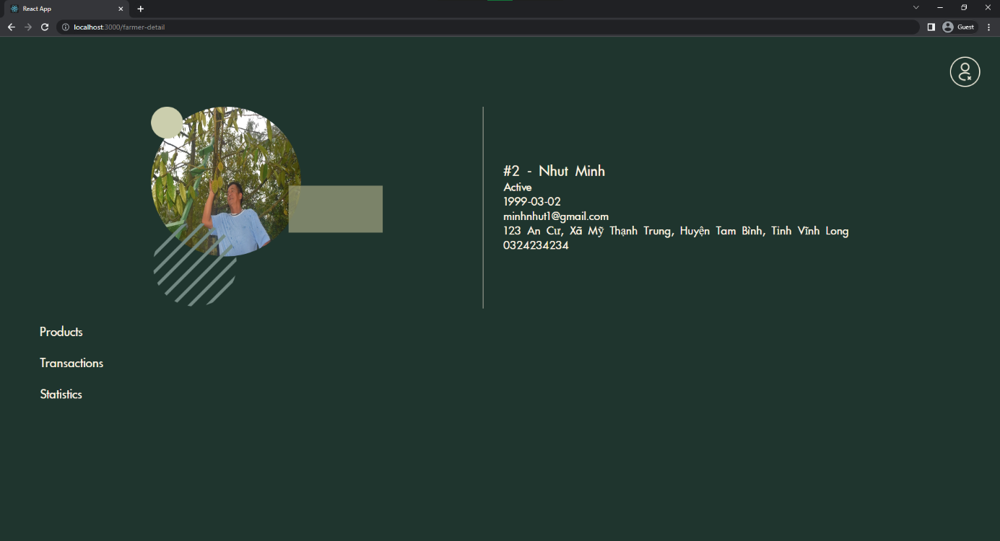 React App
localhost:3000/farmer-detail
Guest
#2 - Nhut Minh
Active
1999-03-02
minhnhut1@gmail.com
123 An Cư, Xã Mỹ Thạnh Trung, Huyện Tam Bình, Tỉnh Vĩnh Long
0324234234
Products
Transactions
Statistics